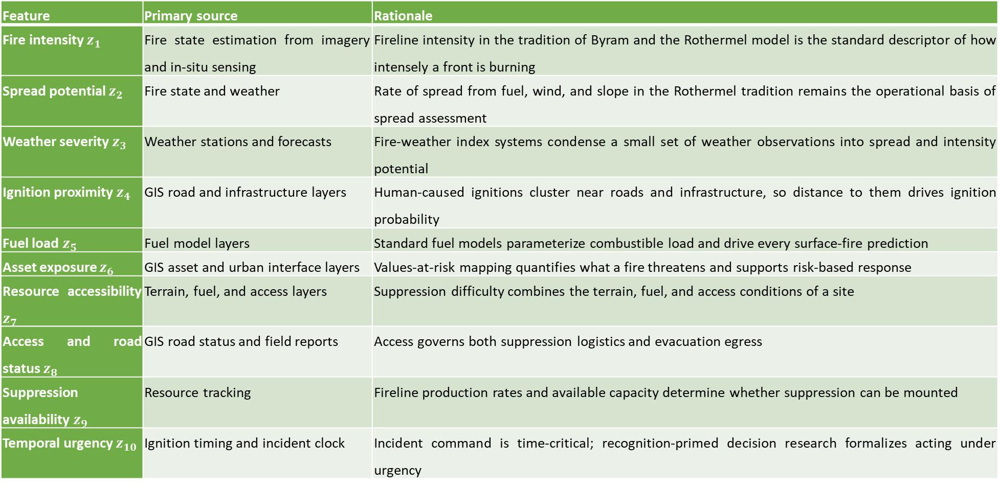 Feature Primary source Rationale
Fire intensity z₁ Fire state estimation from imagery Fireline intensity in the tradition of Byram and the Rothermel model is the standard descriptor of how
and in-situ sensing intensely a front is burning
Spread potential z₂ Fire state and weather Rate of spread from fuel, wind, and slope in the Rothermel tradition remains the operational basis of
spread assessment
Weather severity z₃ Weather stations and forecasts Fire-weather index systems condense a small set of weather observations into spread and intensity
potential
Ignition proximity z₄ GIS road and infrastructure layers Human-caused ignitions cluster near roads and infrastructure, so distance to them drives ignition
probability
Fuel load z₅ Fuel model layers Standard fuel models parameterize combustible load and drive every surface-fire prediction
Asset exposure z₆ GIS asset and urban interface layers Values-at-risk mapping quantifies what a fire threatens and supports risk-based response
Resource accessibility Terrain, fuel, and access layers Suppression difficulty combines the terrain, fuel, and access conditions of a site
z₇
Access and road GIS road status and field reports Access governs both suppression logistics and evacuation egress
status z₈
Suppression Resource tracking Fireline production rates and available capacity determine whether suppression can be mounted
availability z₉
Temporal urgency z₁₀ Ignition timing and incident clock Incident command is time-critical; recognition-primed decision research formalizes acting under
urgency